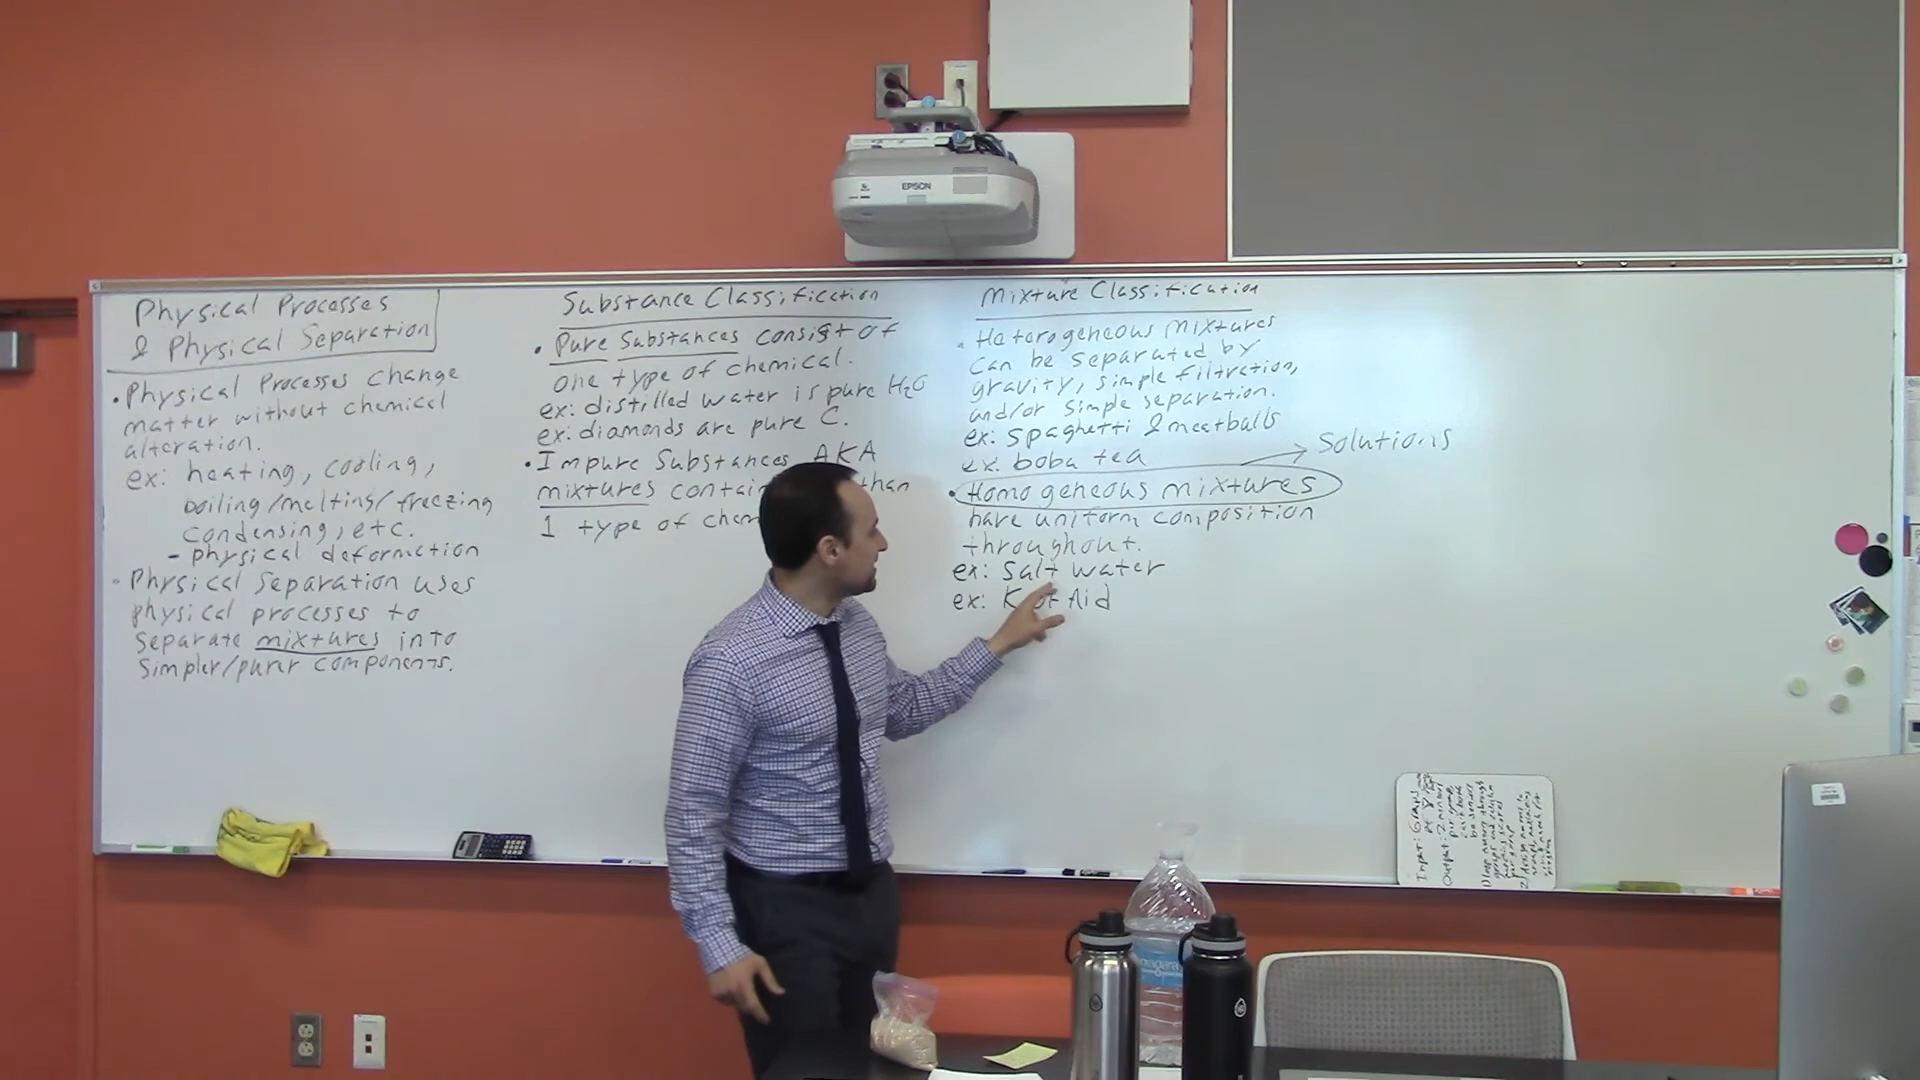 EPSON
Physical Processes
& Physical Separation
• Physical Processes change
matter without chemical
alteration.
ex: heating, cooling,
boiling/melting/freezing
condensing, etc.
- physical deformation
• Physical Separation uses
physical processes to
separate mixtures into
simpler/purer components.
Substance Classification
• Pure Substances consist of
one type of chemical.
ex: distilled water is pure H₂O
ex: diamonds are pure C.
• Impure Substances AKA
mixtures contain than
1 type of chem
Mixture Classification
• Heterogeneous mixtures
can be separated by
gravity, simple filtration,
and/or simple separation.
ex: spaghetti & meatballs
ex: boba tea
Solutions
• Homogeneous mixtures
have uniform composition
throughout.
ex: Salt water
ex: Aid
Input:
Output: